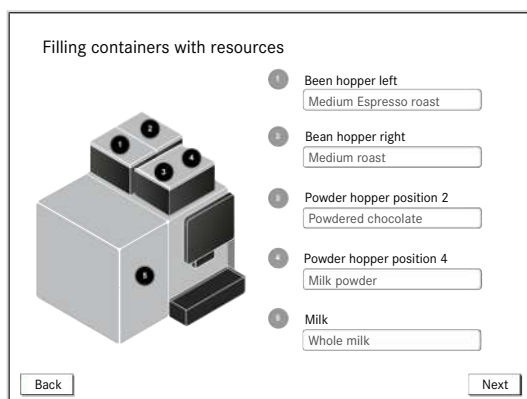 Filling containers with resources
1 Been hopper left
Medium Espresso roast
2 Bean hopper right
Medium roast
3 Powder hopper position 2
Powdered chocolate
4 Powder hopper position 4
Milk powder
5 Milk
Whole milk
2
1
4
3
5
Back
Next